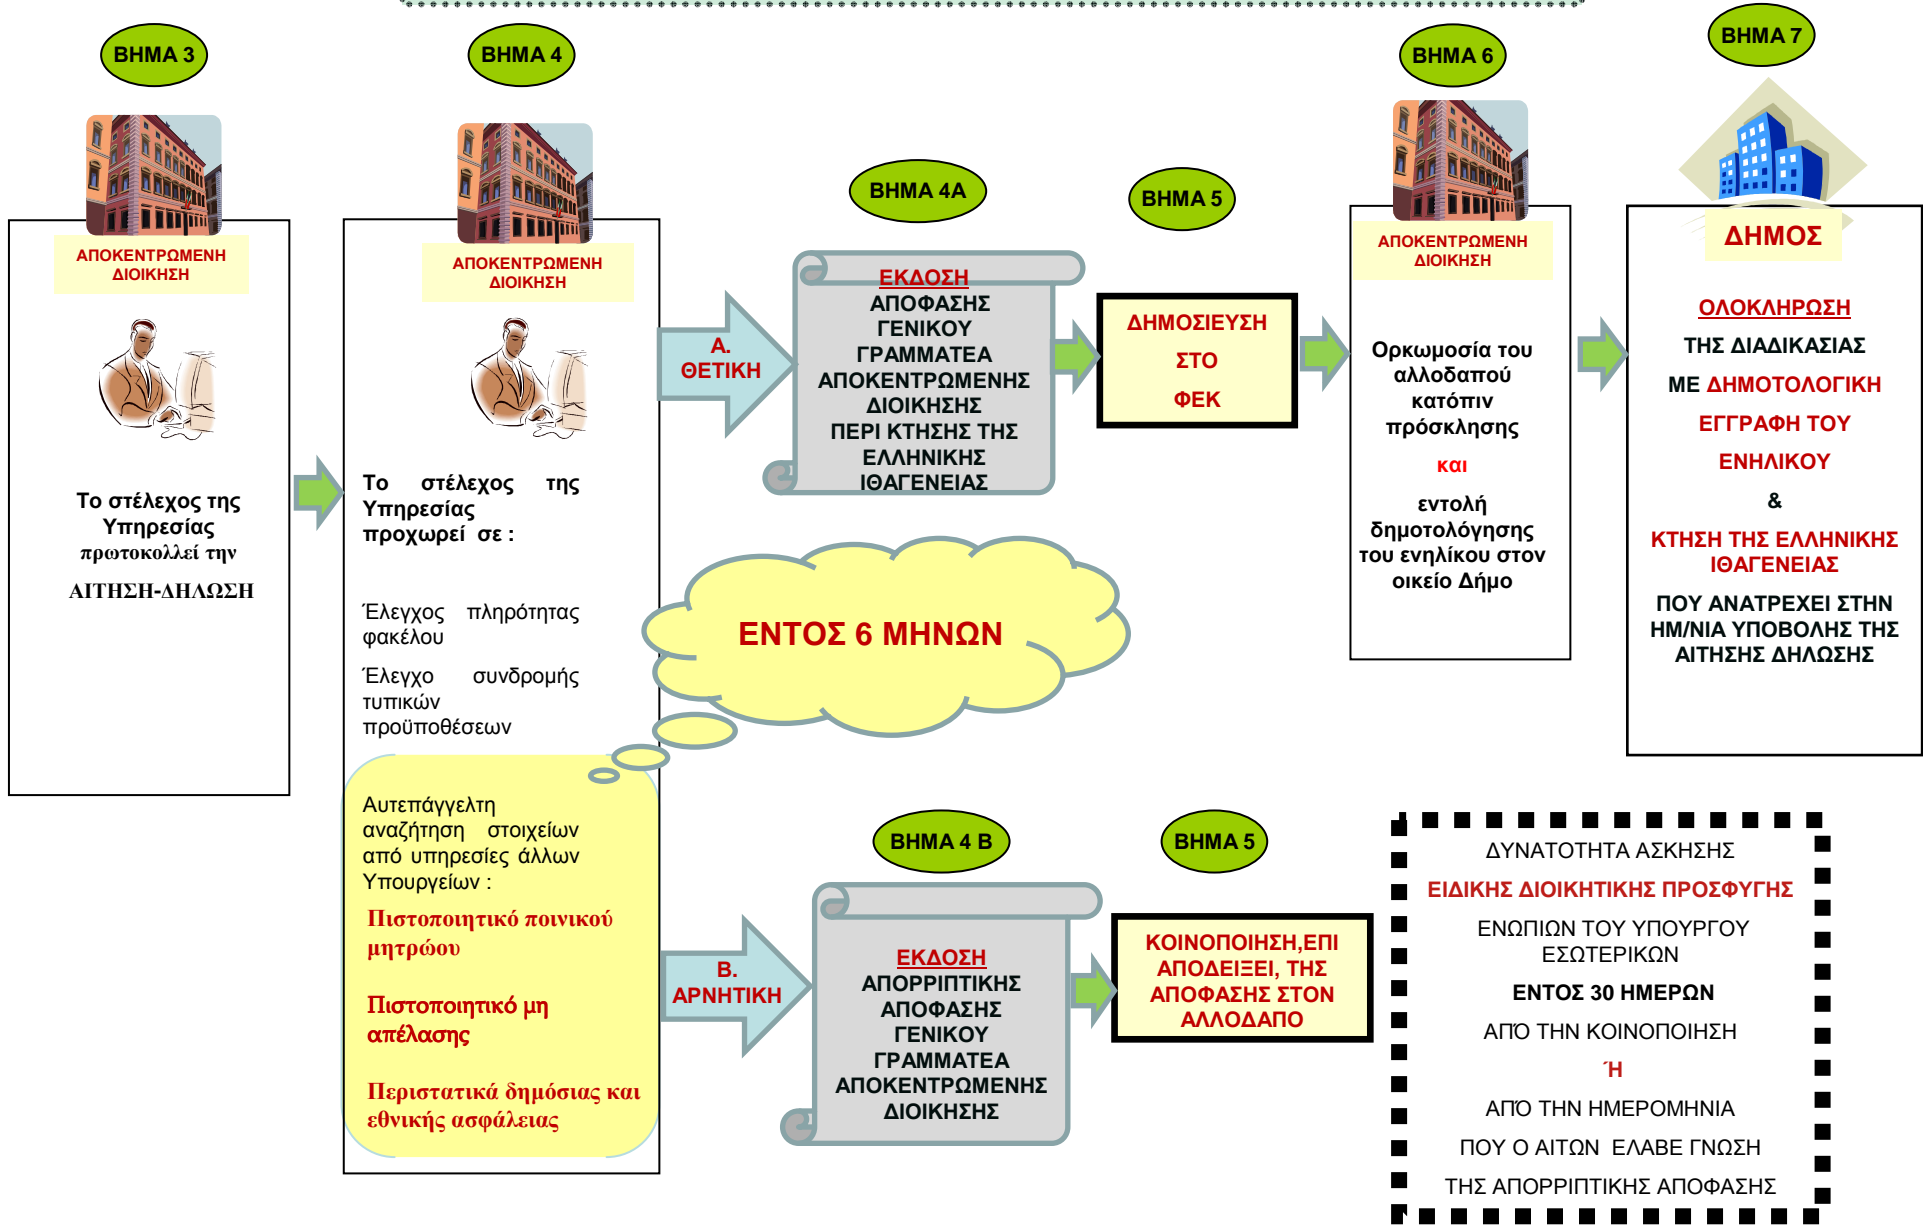 ΒΗΜΑ 3
ΑΠΟΚΕΝΤΡΩΜΕΝΗ
ΔΙΟΙΚΗΣΗ
Το στέλεχος της
Υπηρεσίας
πρωτοκολλεί την
ΑΙΤΗΣΗ-ΔΗΛΩΣΗ
ΒΗΜΑ 4
ΑΠΟΚΕΝΤΡΩΜΕΝΗ
ΔΙΟΙΚΗΣΗ
Το στέλεχος της
Υπηρεσίας
προχωρεί σε :
Έλεγχος πληρότητας
φακέλου
Έλεγχο συνδρομής
τυπικών
προϋποθέσεων
Αυτεπάγγελτη
αναζήτηση στοιχείων
από υπηρεσίες άλλων
Υπουργείων :
Πιστοποιητικό ποινικού
μητρώου
Πιστοποιητικό μη
απέλασης
Περιστατικά δημόσιας και
εθνικής ασφάλειας
ΕΝΤΟΣ 6 ΜΗΝΩΝ
Α.
ΘΕΤΙΚΗ
ΒΗΜΑ 4Α
ΕΚΔΟΣΗ
ΑΠΟΦΑΣΗΣ
ΓΕΝΙΚΟΥ
ΓΡΑΜΜΑΤΕΑ
ΑΠΟΚΕΝΤΡΩΜΕΝΗΣ
ΔΙΟΙΚΗΣΗΣ
ΠΕΡΙ ΚΤΗΣΗΣ ΤΗΣ
ΕΛΛΗΝΙΚΗΣ
ΙΘΑΓΕΝΕΙΑΣ
ΒΗΜΑ 5
ΔΗΜΟΣΙΕΥΣΗ
ΣΤΟ
ΦΕΚ
ΒΗΜΑ 6
ΑΠΟΚΕΝΤΡΩΜΕΝΗ
ΔΙΟΙΚΗΣΗ
Ορκωμοσία του
αλλοδαπού
κατόπιν
πρόσκλησης
και
εντολή
δημοτολόγησης
του ενηλίκου στον
οικείο Δήμο
ΒΗΜΑ 7
ΔΗΜΟΣ
ΟΛΟΚΛΗΡΩΣΗ
ΤΗΣ ΔΙΑΔΙΚΑΣΙΑΣ
ΜΕ ΔΗΜΟΤΟΛΟΓΙΚΗ
ΕΓΓΡΑΦΗ ΤΟΥ
ΕΝΗΛΙΚΟΥ
&
ΚΤΗΣΗ ΤΗΣ ΕΛΛΗΝΙΚΗΣ
ΙΘΑΓΕΝΕΙΑΣ
ΠΟΥ ΑΝΑΤΡΕΧΕΙ ΣΤΗΝ
ΗΜ/ΝΙΑ ΥΠΟΒΟΛΗΣ ΤΗΣ
ΑΙΤΗΣΗΣ ΔΗΛΩΣΗΣ
Β.
ΑΡΝΗΤΙΚΗ
ΒΗΜΑ 4 Β
ΕΚΔΟΣΗ
ΑΠΟΡΡΙΠΤΙΚΗΣ
ΑΠΟΦΑΣΗΣ
ΓΕΝΙΚΟΥ
ΓΡΑΜΜΑΤΕΑ
ΑΠΟΚΕΝΤΡΩΜΕΝΗΣ
ΔΙΟΙΚΗΣΗΣ
ΒΗΜΑ 5
ΚΟΙΝΟΠΟΙΗΣΗ,ΕΠΙ
ΑΠΟΔΕΙΞΕΙ, ΤΗΣ
ΑΠΟΦΑΣΗΣ ΣΤΟΝ
ΑΛΛΟΔΑΠΟ
ΔΥΝΑΤΟΤΗΤΑ ΑΣΚΗΣΗΣ
ΕΙΔΙΚΗΣ ΔΙΟΙΚΗΤΙΚΗΣ ΠΡΟΣΦΥΓΗΣ
ΕΝΩΠΙΩΝ ΤΟΥ ΥΠΟΥΡΓΟΥ
ΕΣΩΤΕΡΙΚΩΝ
ΕΝΤΟΣ 30 ΗΜΕΡΩΝ
ΑΠΌ ΤΗΝ ΚΟΙΝΟΠΟΙΗΣΗ
Ή
ΑΠΌ ΤΗΝ ΗΜΕΡΟΜΗΝΙΑ
ΠΟΥ Ο ΑΙΤΩΝ ΕΛΑΒΕ ΓΝΩΣΗ
ΤΗΣ ΑΠΟΡΡΙΠΤΙΚΗΣ ΑΠΟΦΑΣΗΣ